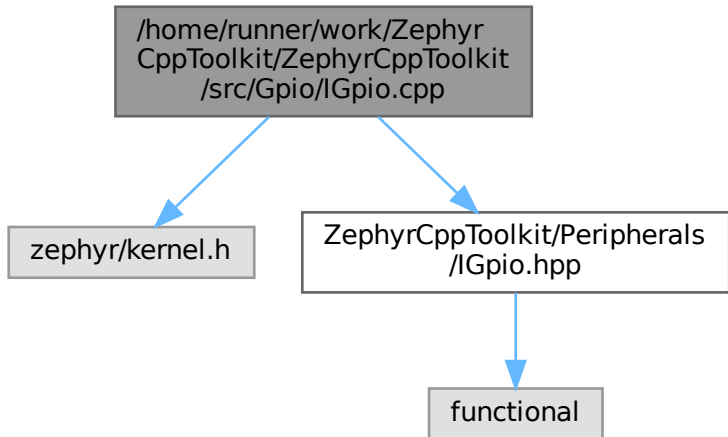 /home/runner/work/Zephyr
CppToolkit/ZephyrCppToolkit
/src/Gpio/IGpio.cpp
zephyr/kernel.h
ZephyrCppToolkit/Peripherals
/IGpio.hpp
functional